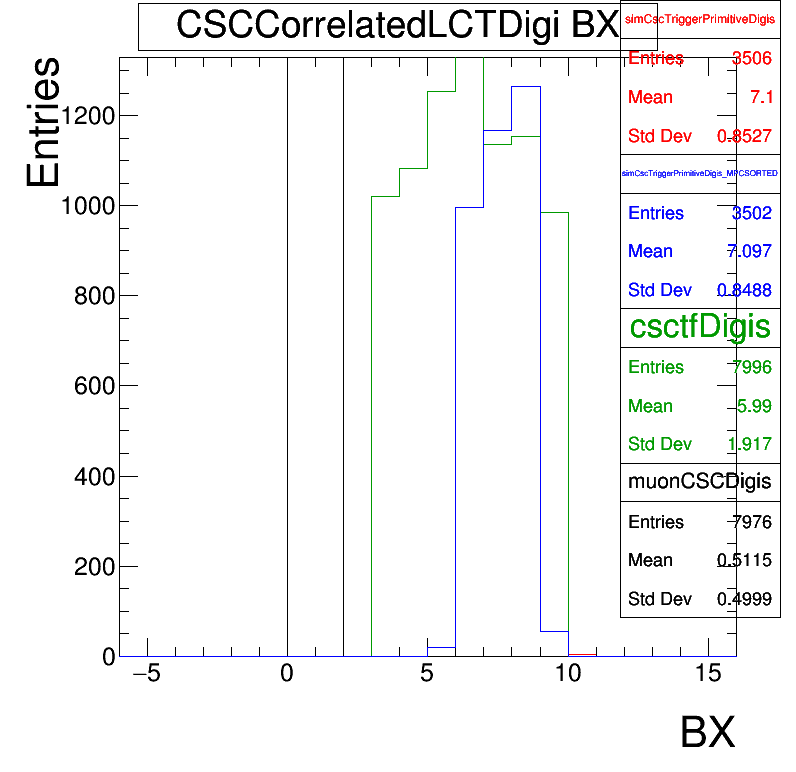 CSCCorrelatedLCTDigi BX
Entries
1200
1000
800
600
400
200
0
−5
0
5
10
15
BX
simCscTriggerPrimitiveDigis
Entries 3506
Mean 7.1
Std Dev 0.8527
simCscTriggerPrimitiveDigis_MPCSORTED
Entries 3502
Mean 7.097
Std Dev 0.8488
csctfDigis
Entries 7996
Mean 5.99
Std Dev 1.917
muonCSCDigis
Entries 7976
Mean 0.5115
Std Dev 0.4999